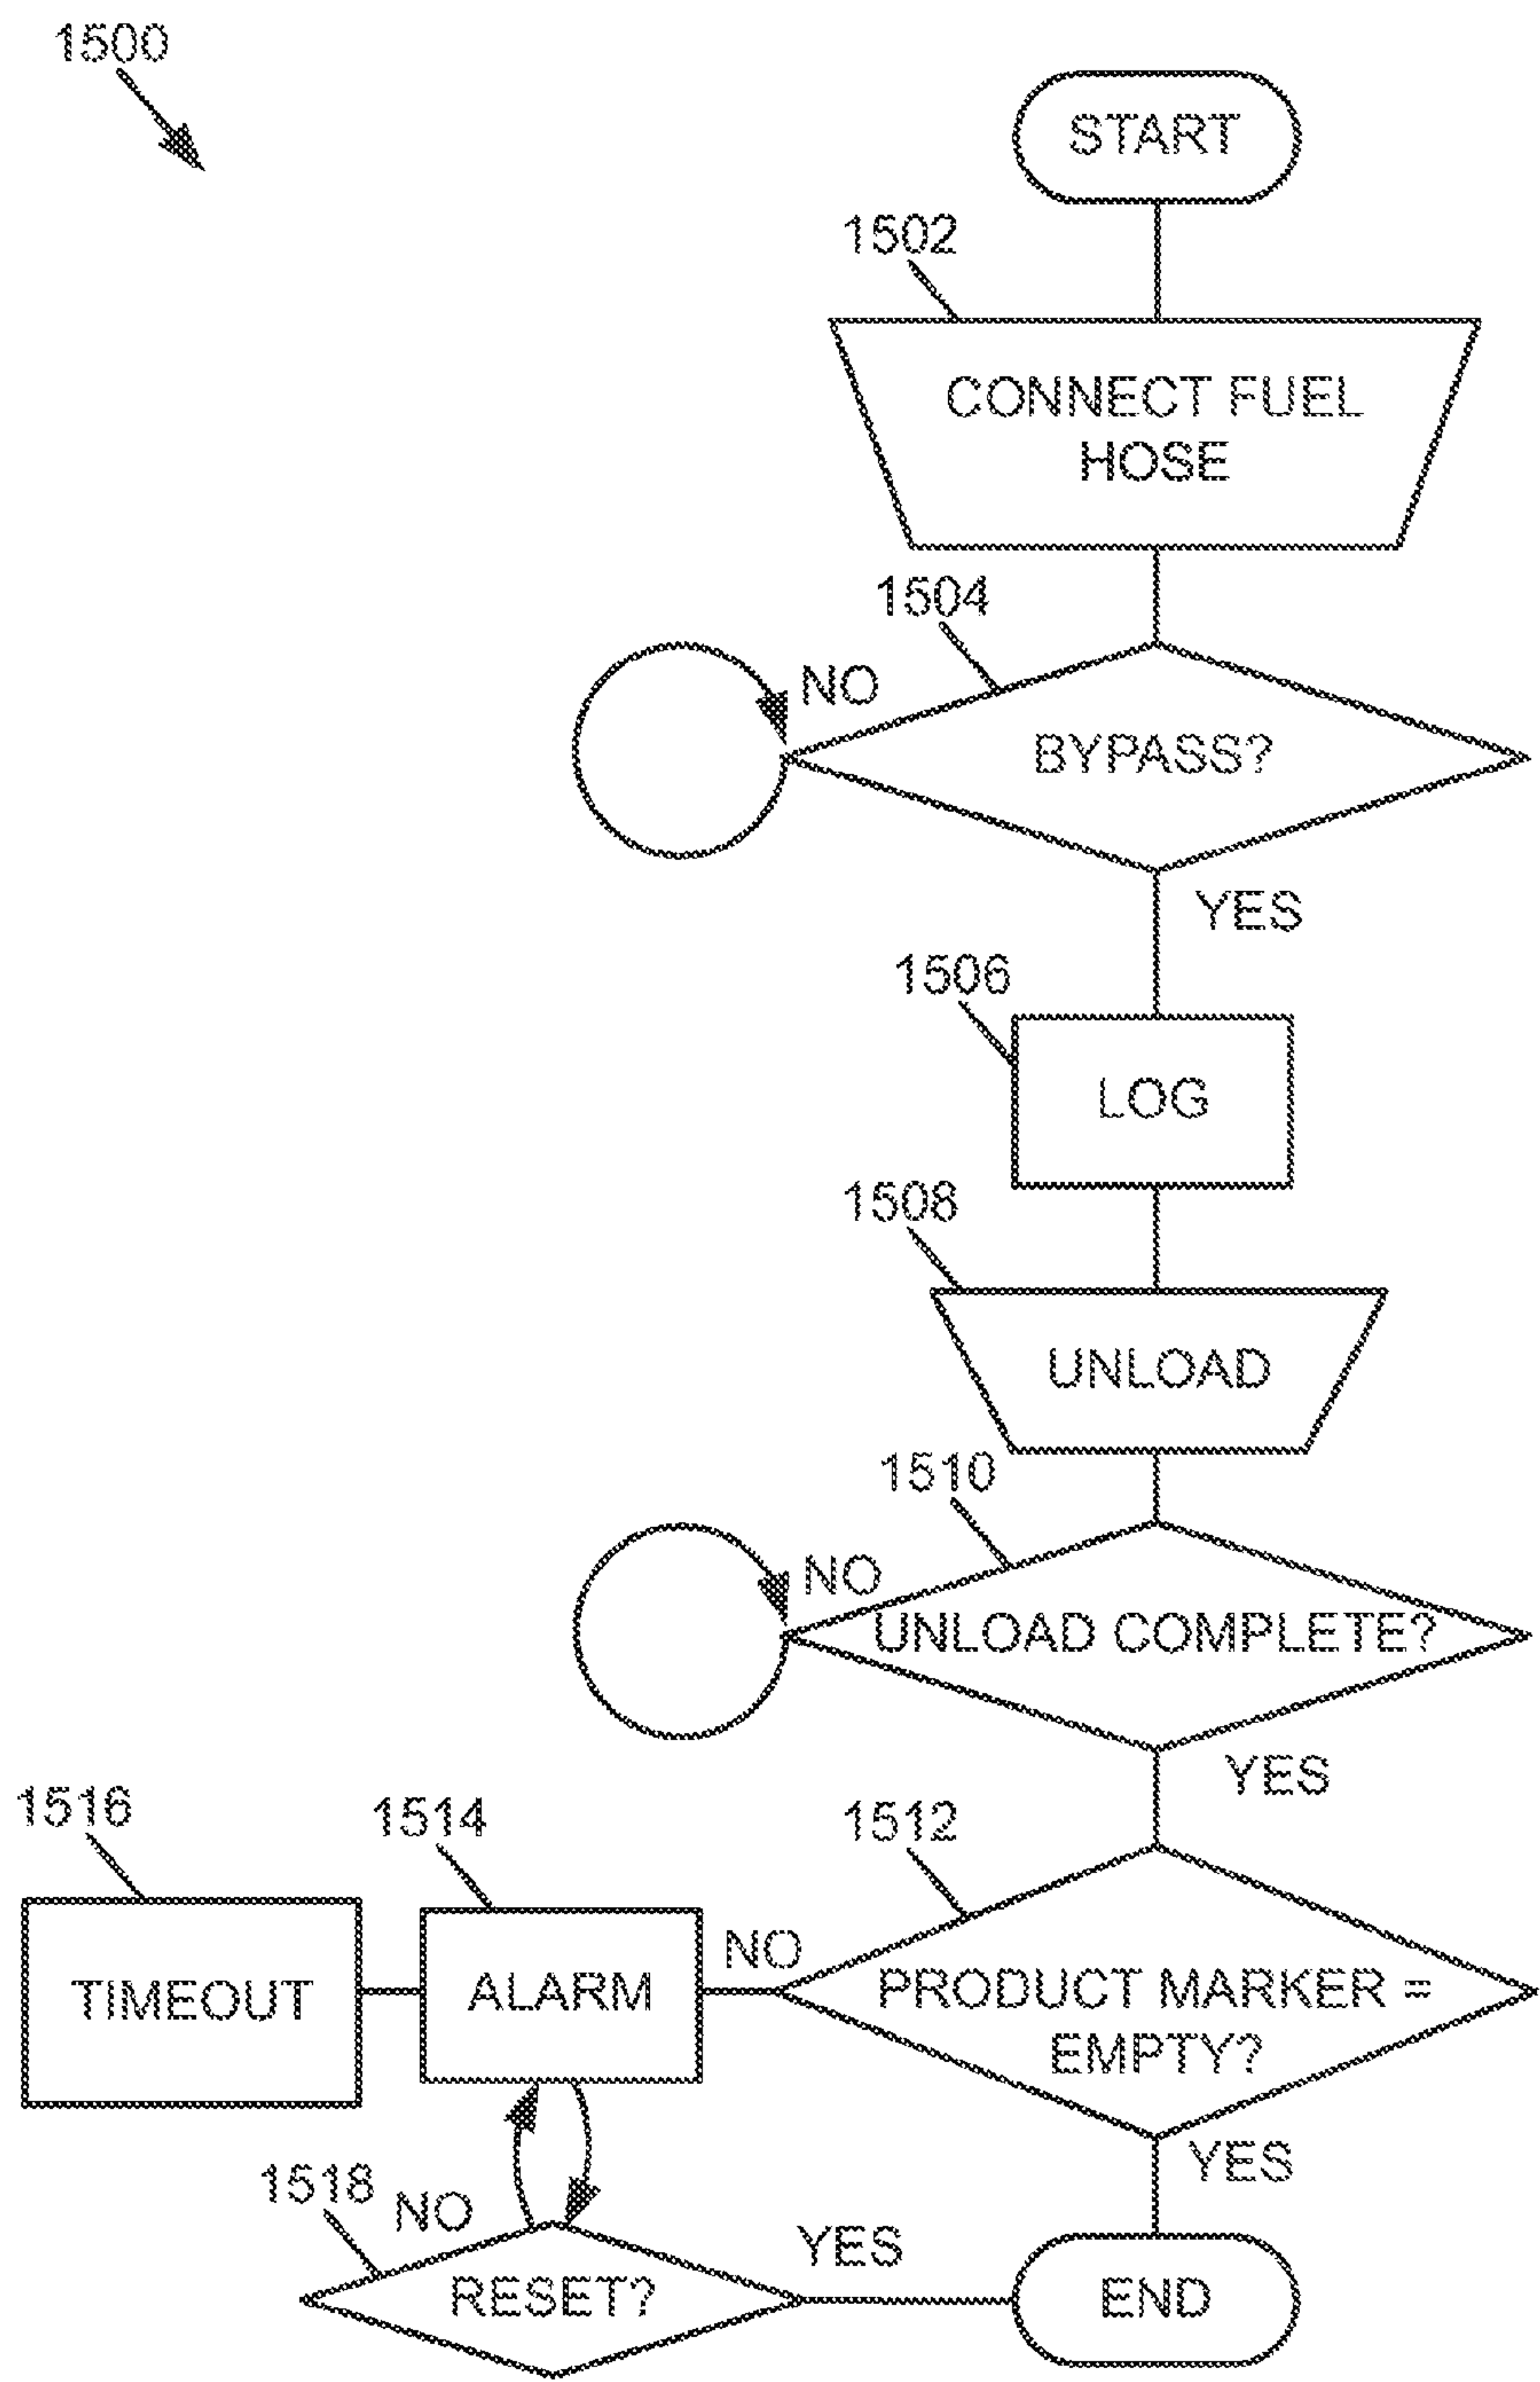 1500
START
1502
CONNECT FUEL
HOSE
1504
NO
BYPASS?
YES
1506
LOG
1508
UNLOAD
1510
NO
UNLOAD COMPLETE?
YES
1516
1514
1512
TIMEOUT
ALARM
NO
PRODUCT MARKER =
EMPTY?
YES
1518
NO
RESET?
YES
END